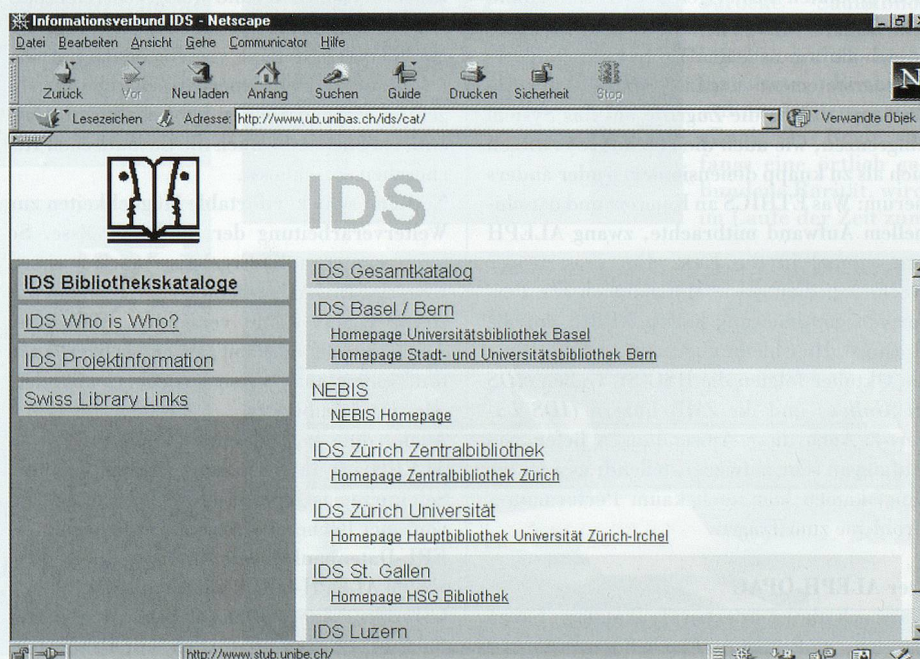 Informationsverbund IDS - Netscape
Datei Bearbeiten Ansicht Gehe Communicator Hilfe
Zurück Vor Neu laden Anfang Suchen Guide Drucken Sicherheit Stop
N
Lesezeichen Adresse: http://www.ub.unibas.ch/ids/cat/ Verwandte Objek
IDS
IDS Bibliothekskataloge
IDS Who is Who?
IDS Projektinformation
Swiss Library Links
IDS Gesamtkatalog
IDS Basel / Bern
Homepage Universitätsbibliothek Basel
Homepage Stadt- und Universitätsbibliothek Bern
NEBIS
NEBIS Homepage
IDS Zürich Zentralbibliothek
Homepage Zentralbibliothek Zürich
IDS Zürich Universität
Homepage Hauptbibliothek Universität Zürich-Irchel
IDS St. Gallen
Homepage HSG Bibliothek
IDS Luzern
http://www.stub.unibe.ch/